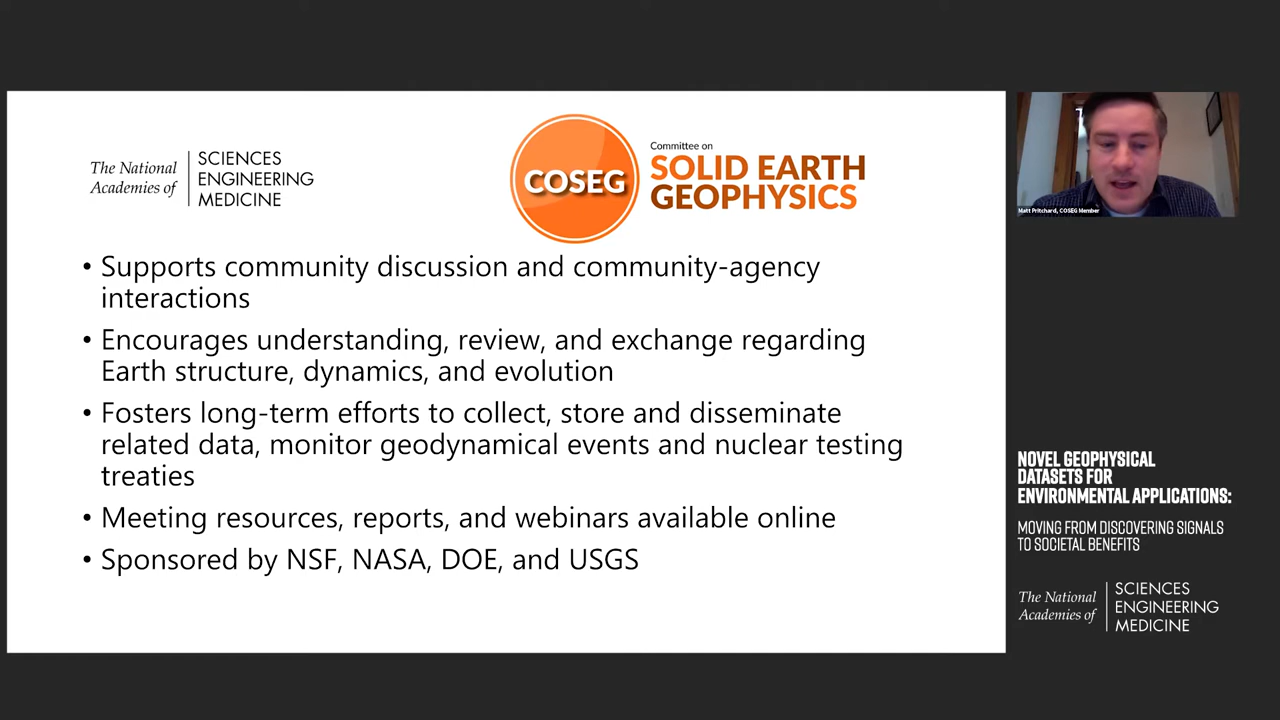 The National
Academies of
SCIENCES
ENGINEERING
MEDICINE
COSEG
Committee on
SOLID EARTH
GEOPHYSICS
• Supports community discussion and community-agency
interactions
• Encourages understanding, review, and exchange regarding
Earth structure, dynamics, and evolution
• Fosters long-term efforts to collect, store and disseminate
related data, monitor geodynamical events and nuclear testing
treaties
• Meeting resources, reports, and webinars available online
• Sponsored by NSF, NASA, DOE, and USGS
Matt Pritchard, COSEG Member
NOVEL GEOPHYSICAL
DATASETS FOR
ENVIRONMENTAL APPLICATIONS:
MOVING FROM DISCOVERING SIGNALS
TO SOCIETAL BENEFITS
The National
Academies of
SCIENCES
ENGINEERING
MEDICINE